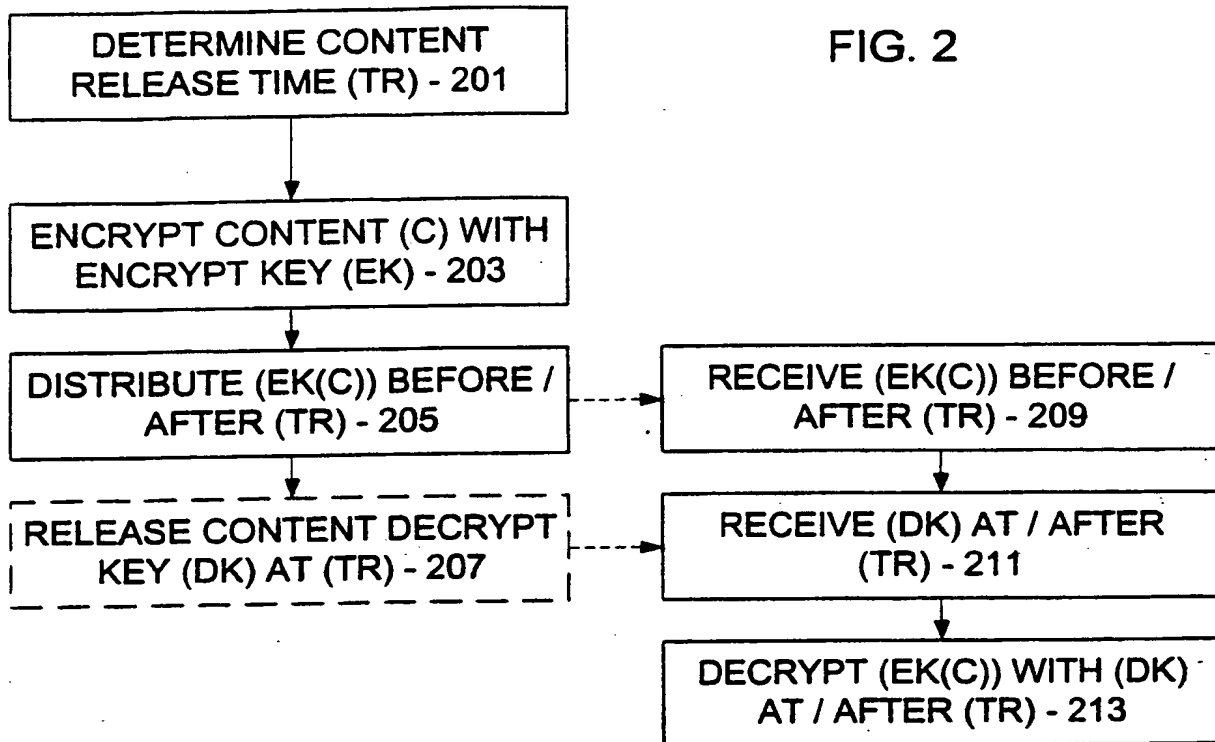 FIG. 2
DETERMINE CONTENT
RELEASE TIME (TR) - 201
ENCRYPT CONTENT (C) WITH
ENCRYPT KEY (EK) - 203
DISTRIBUTE (EK(C)) BEFORE /
AFTER (TR) - 205
RELEASE CONTENT DECRYPT
KEY (DK) AT (TR) - 207
RECEIVE (EK(C)) BEFORE /
AFTER (TR) - 209
RECEIVE (DK) AT / AFTER
(TR) - 211
DECRYPT (EK(C)) WITH (DK)
AT / AFTER (TR) - 213